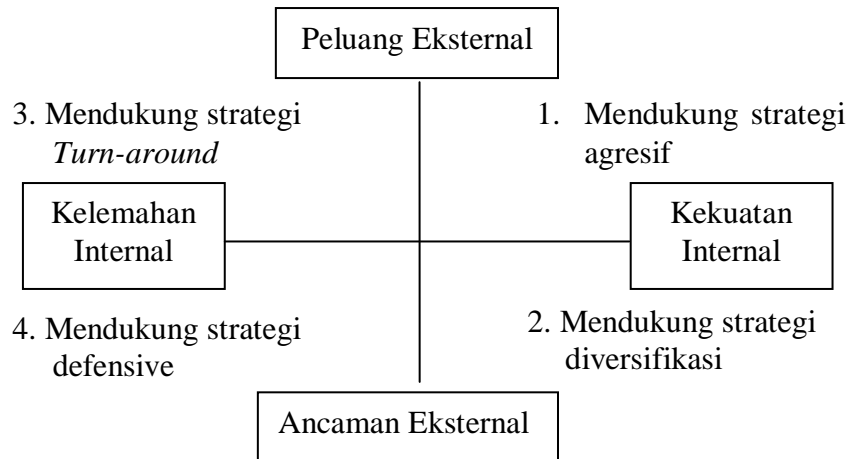 Peluang Eksternal
3. Mendukung strategi
Turn-around
1. Mendukung strategi
agresif
Kelemahan
Internal
Kekuatan
Internal
4. Mendukung strategi
defensive
2. Mendukung strategi
diversifikasi
Ancaman Eksternal